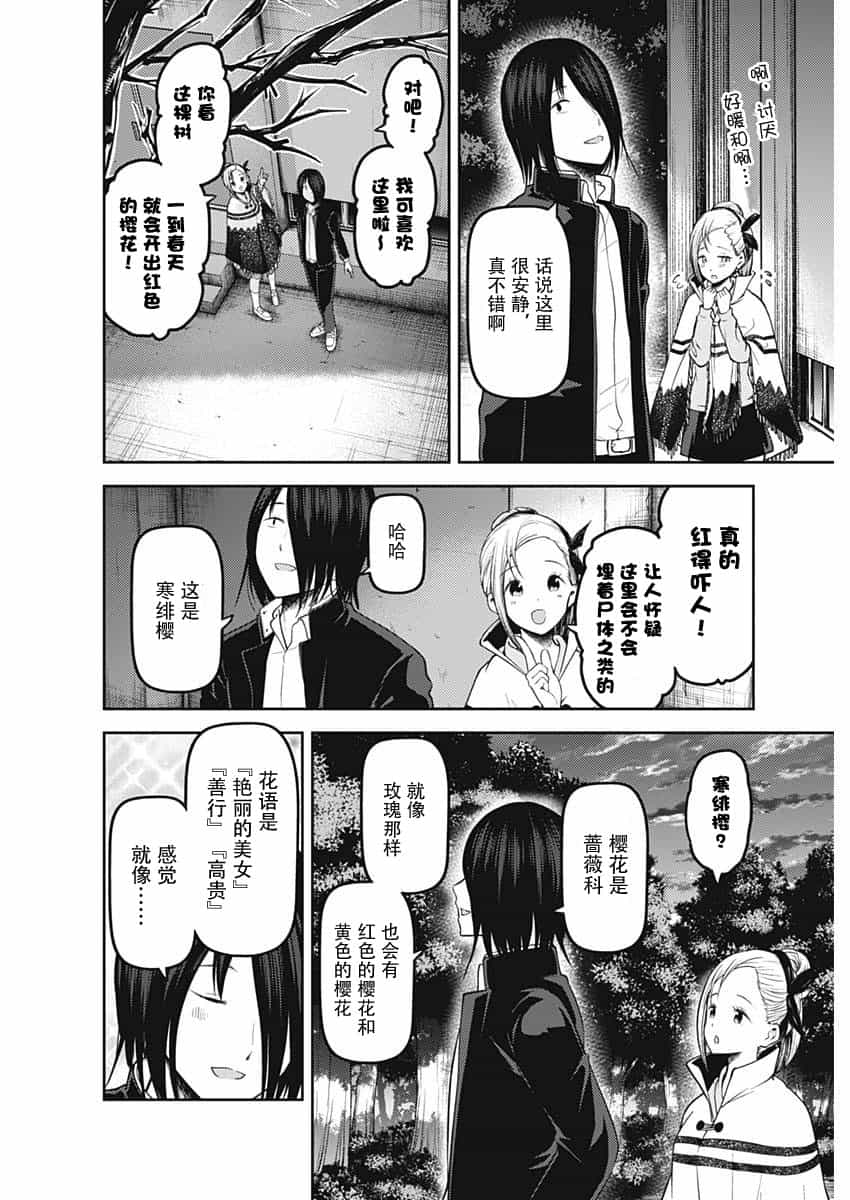 啊，讨厌
好暖和啊…
话说这里
很安静，
真不错啊
对吧！
我可喜欢
这里啦～
你看
这棵树
一到春天
就会开出红色
的樱花！
真的
红得吓人！
让人怀疑
这里会不会
埋着尸体之类的
哈哈
这是
寒绯樱
寒绯樱？
樱花是
蔷薇科
就像
玫瑰那样
也会有
红色的樱花和
黄色的樱花
花语是
『艳丽的美女』
『善行』『高贵』
感觉
就像……